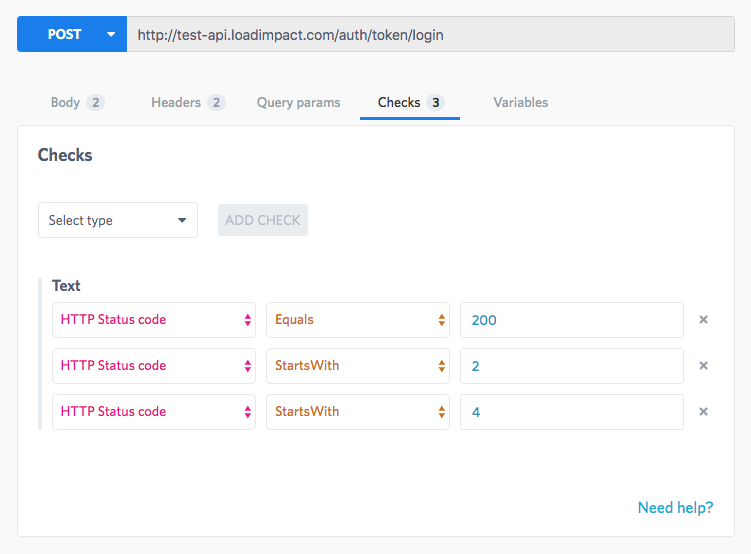 POST http://test-api.loadimpact.com/auth/token/login
Body 2 Headers 2 Query params Checks 3 Variables
Checks
Select type ADD CHECK
Text
HTTP Status code Equals 200 ×
HTTP Status code StartsWith 2 ×
HTTP Status code StartsWith 4 ×
Need help?